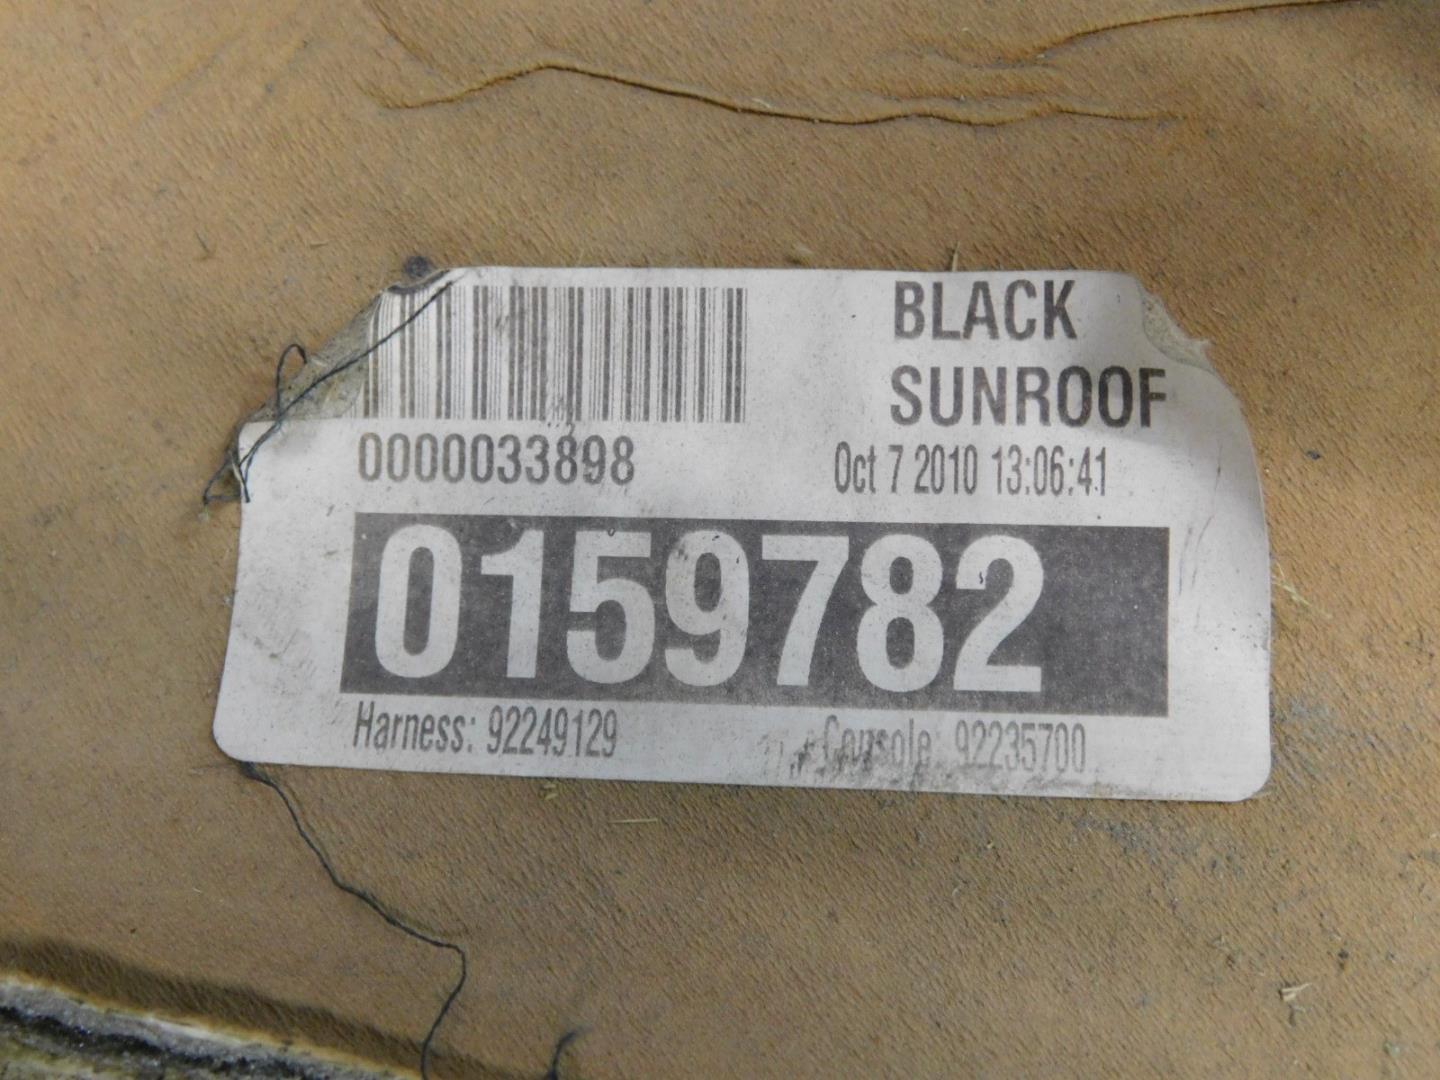 BLACK
SUNROOF
0000033898
Oct 7 2010 13:06:41
0159782
Harness: 92249129
Console: 92235700